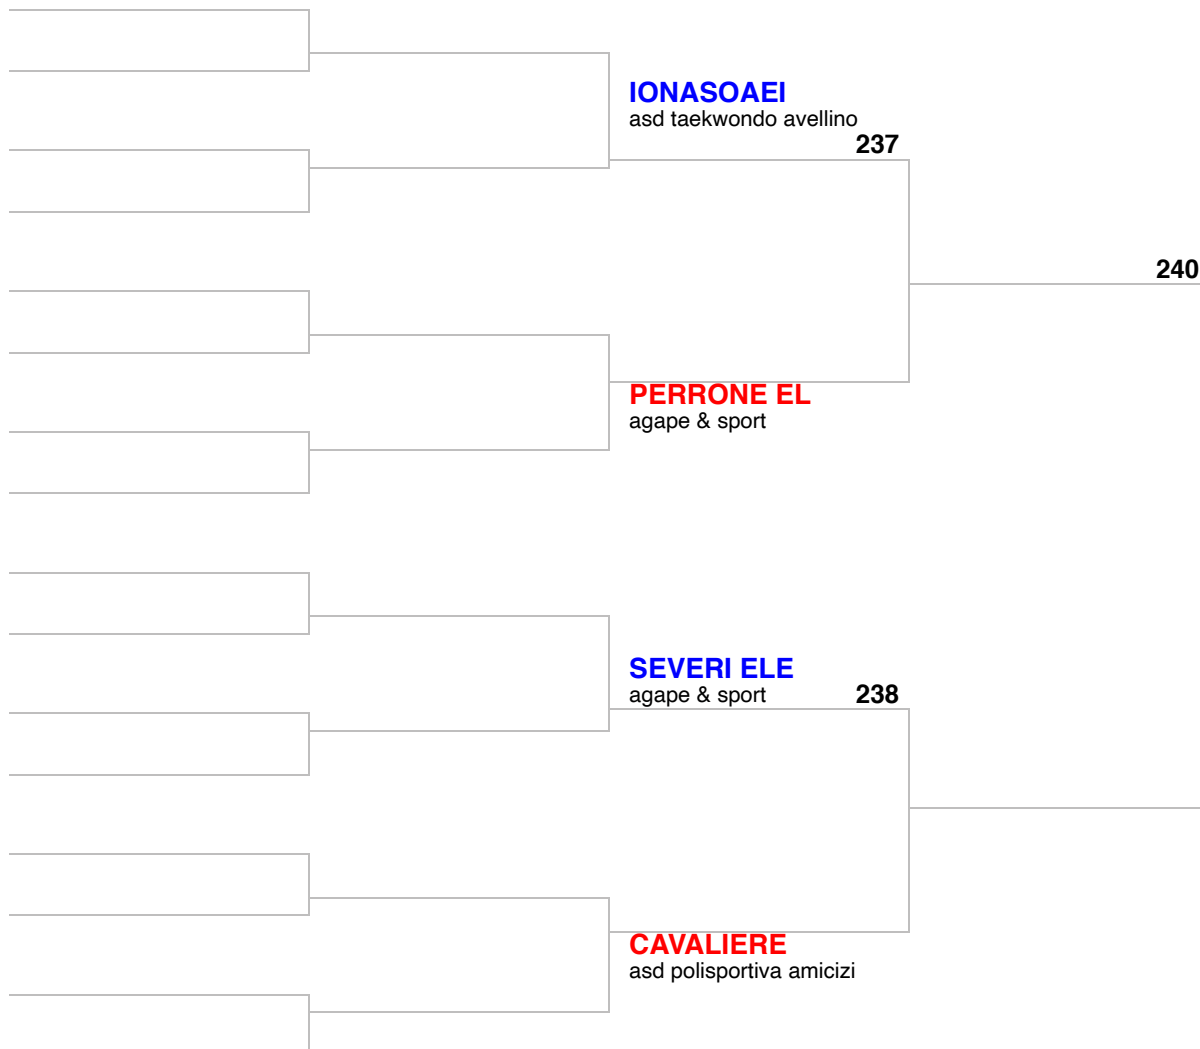 IONASOAEI
asd taekwondo avellino
237
240
PERRONE EL
agape & sport
SEVERI ELE
agape & sport
238
CAVALIERE
asd polisportiva amicizi